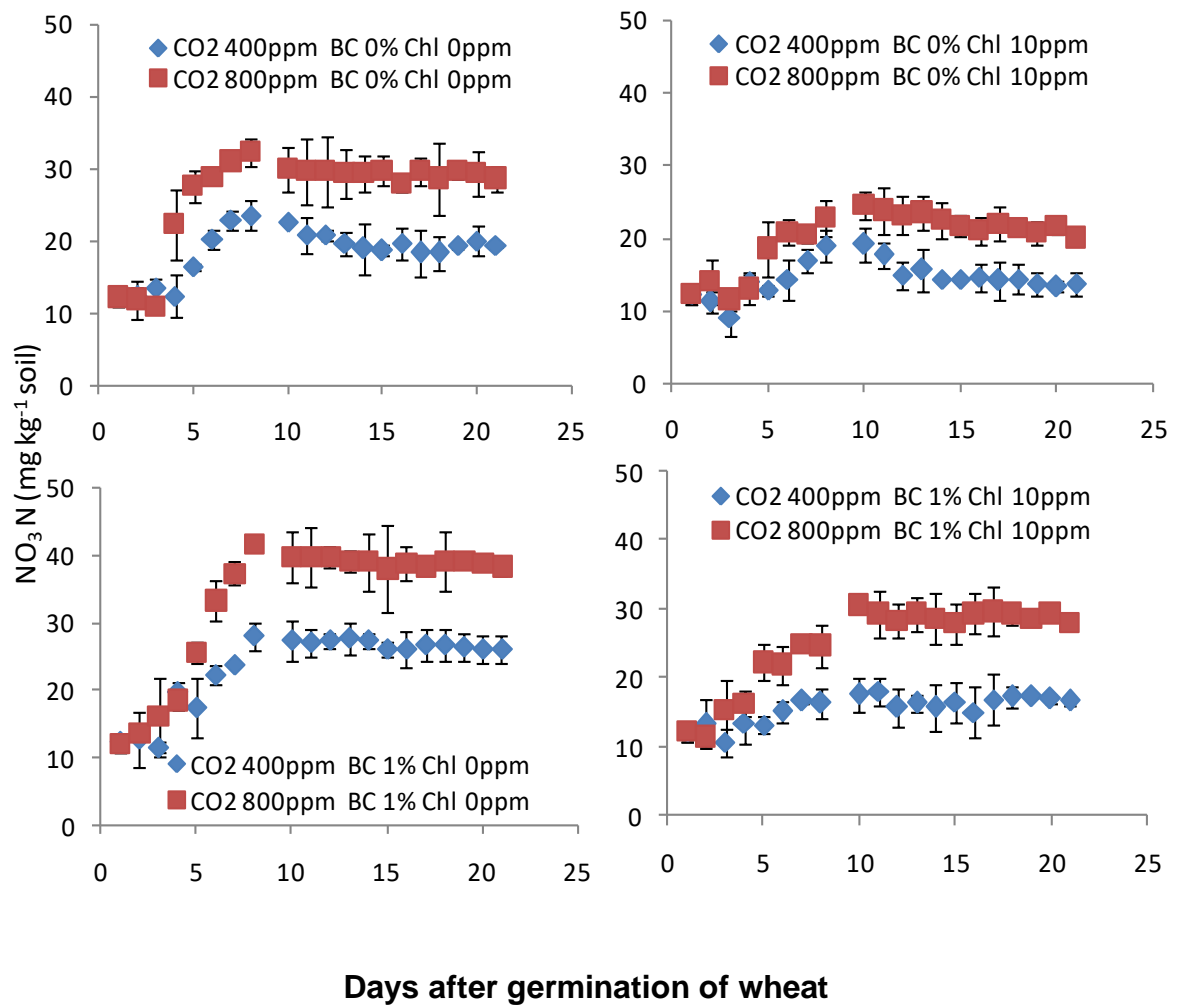 50
40
30
20
10
0
0 5 10 15 20 25
CO2 400ppm BC 0% Chl 0ppm
CO2 800ppm BC 0% Chl 0ppm
50
40
30
20
10
0
0 5 10 15 20 25
CO2 400ppm BC 0% Chl 10ppm
CO2 800ppm BC 0% Chl 10ppm
NO₃ N (mg kg⁻¹ soil)
50
40
30
20
10
0
0 5 10 15 20 25
CO2 400ppm BC 1% Chl 0ppm
CO2 800ppm BC 1% Chl 0ppm
50
40
30
20
10
0
0 5 10 15 20 25
CO2 400ppm BC 1% Chl 10ppm
CO2 800ppm BC 1% Chl 10ppm
Days after germination of wheat